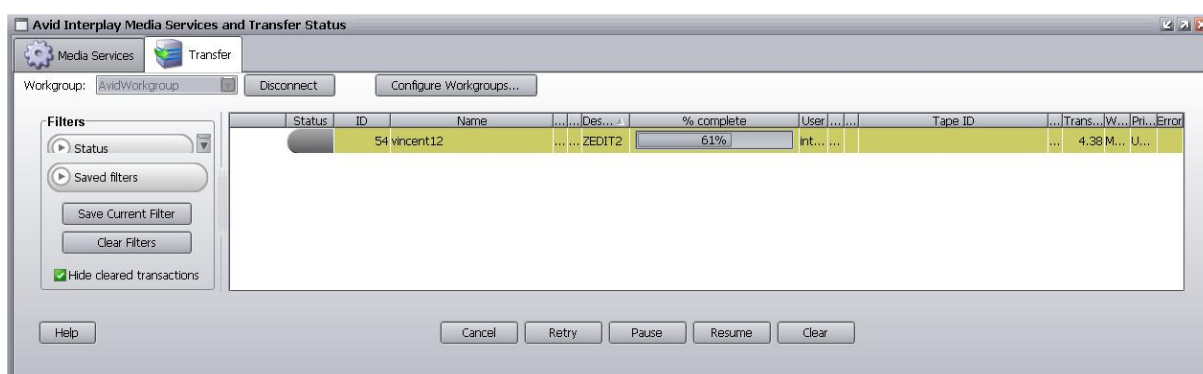 Avid Interplay Media Services and Transfer Status
Media Services Transfer
Workgroup: AvidWorkgroup Disconnect Configure Workgroups...
Filters
Status
Saved filters
Save Current Filter
Clear Filters
Hide cleared transactions
Status ID Name ... ... Des... % complete User ... ... Tape ID ... Trans... W... Pri... Error
54 vincent12 ... ... ZEDIT2 61% int... ... ... 4.38 M... U...
Help Cancel Retry Pause Resume Clear